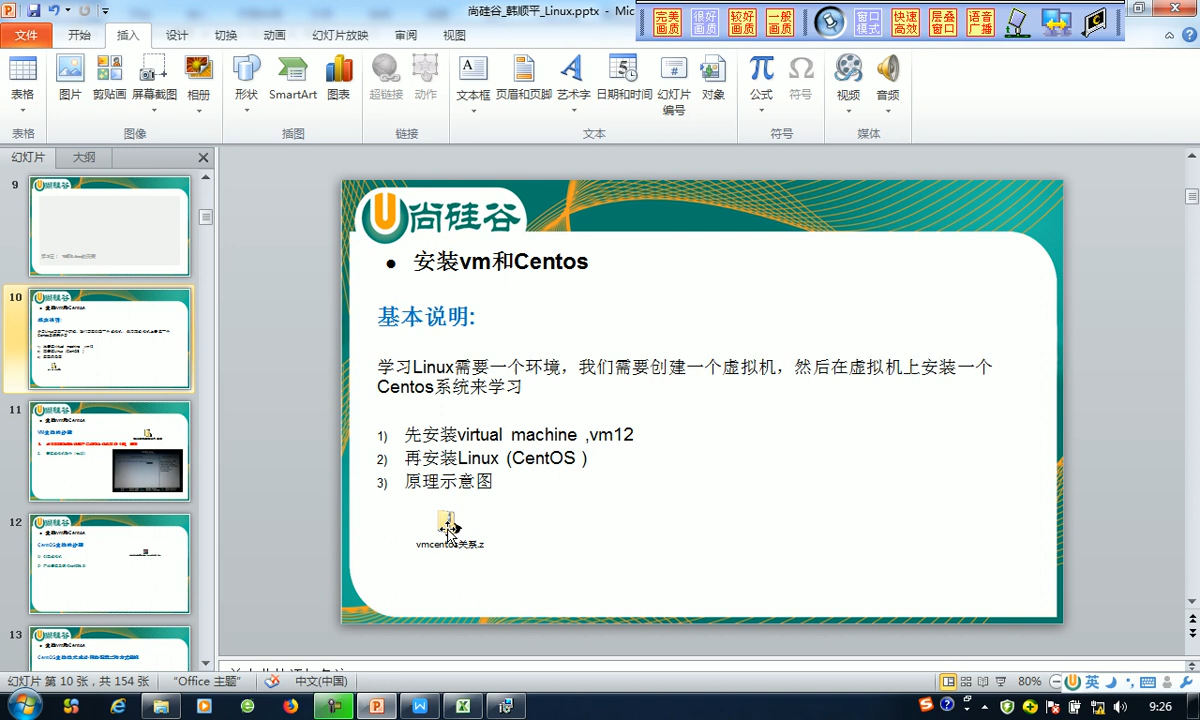 尚硅谷_韩顺平_Linux.pptx - Mic
完美画质
很好画质
较好画质
一般画质
窗口模式
快速高效
层叠窗口
语音广播
文件 开始 插入 设计 切换 动画 幻灯片放映 审阅 视图
表格 图片 剪贴画 屏幕截图 相册 形状 SmartArt 图表 超链接 动作 文本框 页眉和页脚 艺术字 日期和时间 幻灯片编号 对象 公式 符号 视频 音频
表格 图像 插图 链接 文本 符号 媒体
幻灯片 大纲
9
10
11
12
13
尚硅谷
• 安装vm和Centos
基本说明:
学习Linux需要一个环境，我们需要创建一个虚拟机，然后在虚拟机上安装一个
Centos系统来学习
1) 先安装virtual machine ,vm12
2) 再安装Linux (CentOS )
3) 原理示意图
vmcentos关系.z
幻灯片 第 10 张，共 154 张 “Office 主题” 中文(中国) 80% 英
9:26